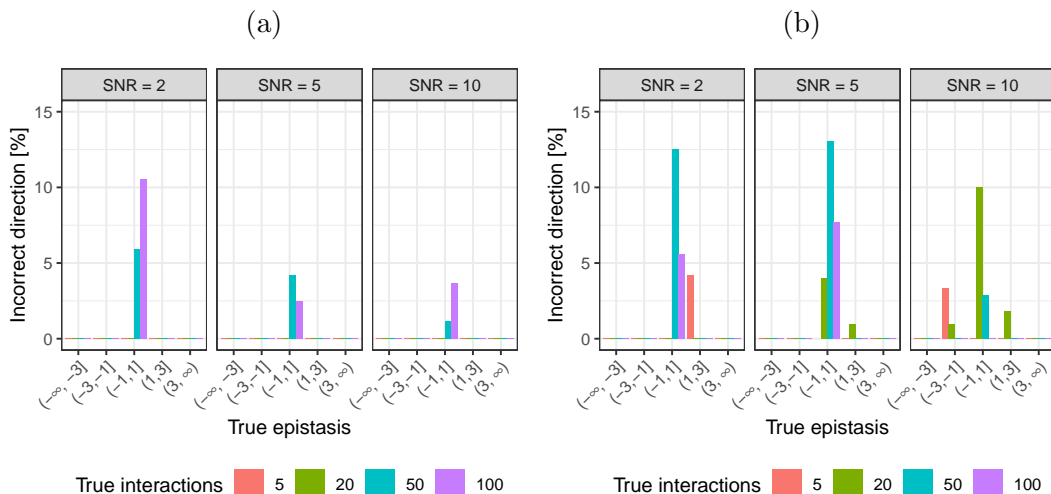 (a)
SNR = 2
SNR = 5
SNR = 10
Incorrect direction [%]
15
10
5
0
(−∞, −3]
(−3, −1]
(−1, 1]
(1, 3]
(3, ∞)
(−∞, −3]
(−3, −1]
(−1, 1]
(1, 3]
(3, ∞)
(−∞, −3]
(−3, −1]
(−1, 1]
(1, 3]
(3, ∞)
True epistasis
True interactions 5 20 50 100
(b)
SNR = 2
SNR = 5
SNR = 10
Incorrect direction [%]
15
10
5
0
(−∞, −3]
(−3, −1]
(−1, 1]
(1, 3]
(3, ∞)
(−∞, −3]
(−3, −1]
(−1, 1]
(1, 3]
(3, ∞)
(−∞, −3]
(−3, −1]
(−1, 1]
(1, 3]
(3, ∞)
True epistasis
True interactions 5 20 50 100